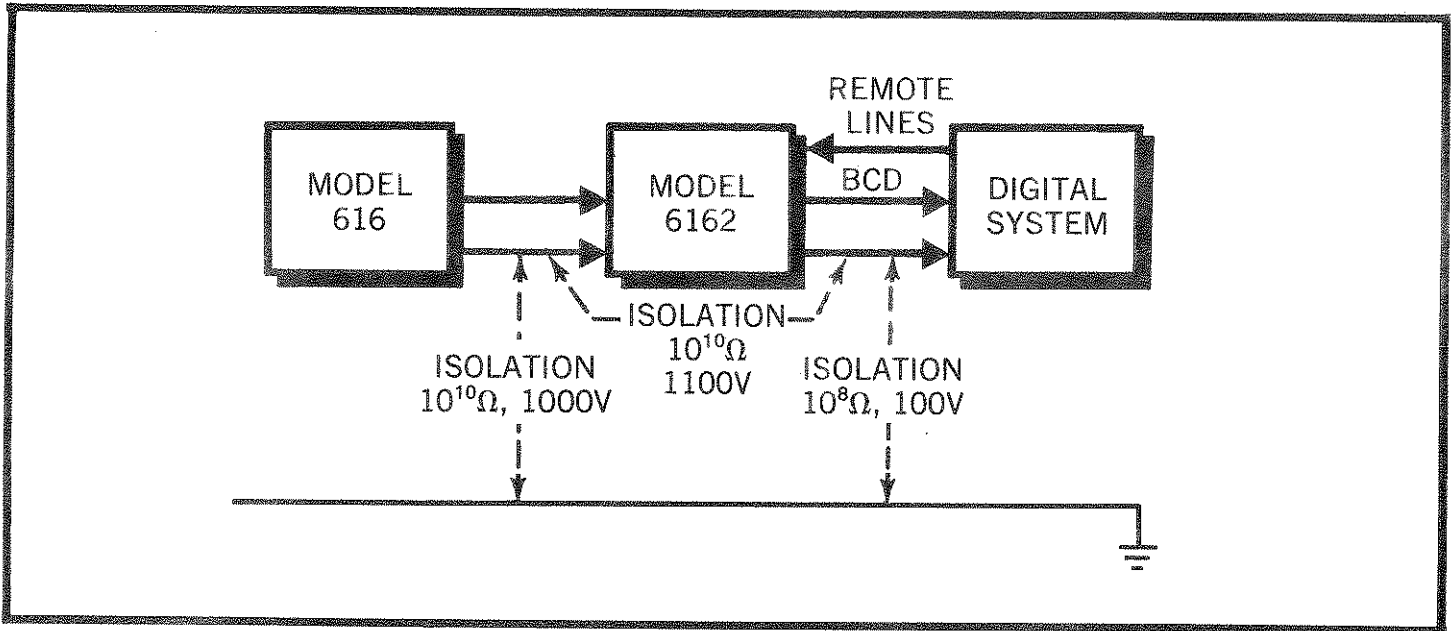 REMOTE
LINES
MODEL
616
MODEL
6162
BCD
DIGITAL
SYSTEM
ISOLATION
10¹⁰Ω
1100V
ISOLATION
10¹⁰Ω, 1000V
ISOLATION
10⁸Ω, 100V